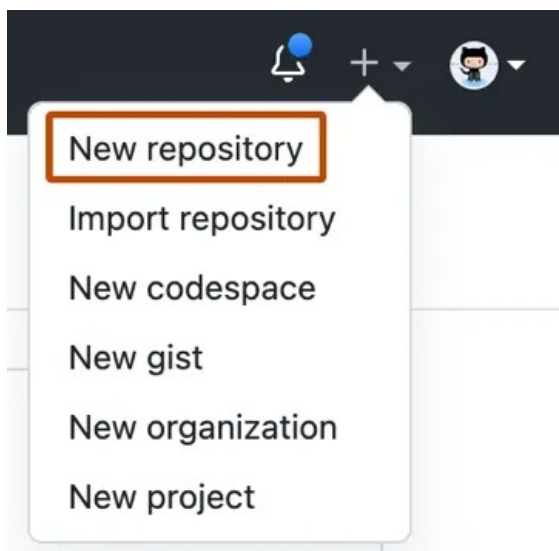 New repository
Import repository
New codespace
New gist
New organization
New project